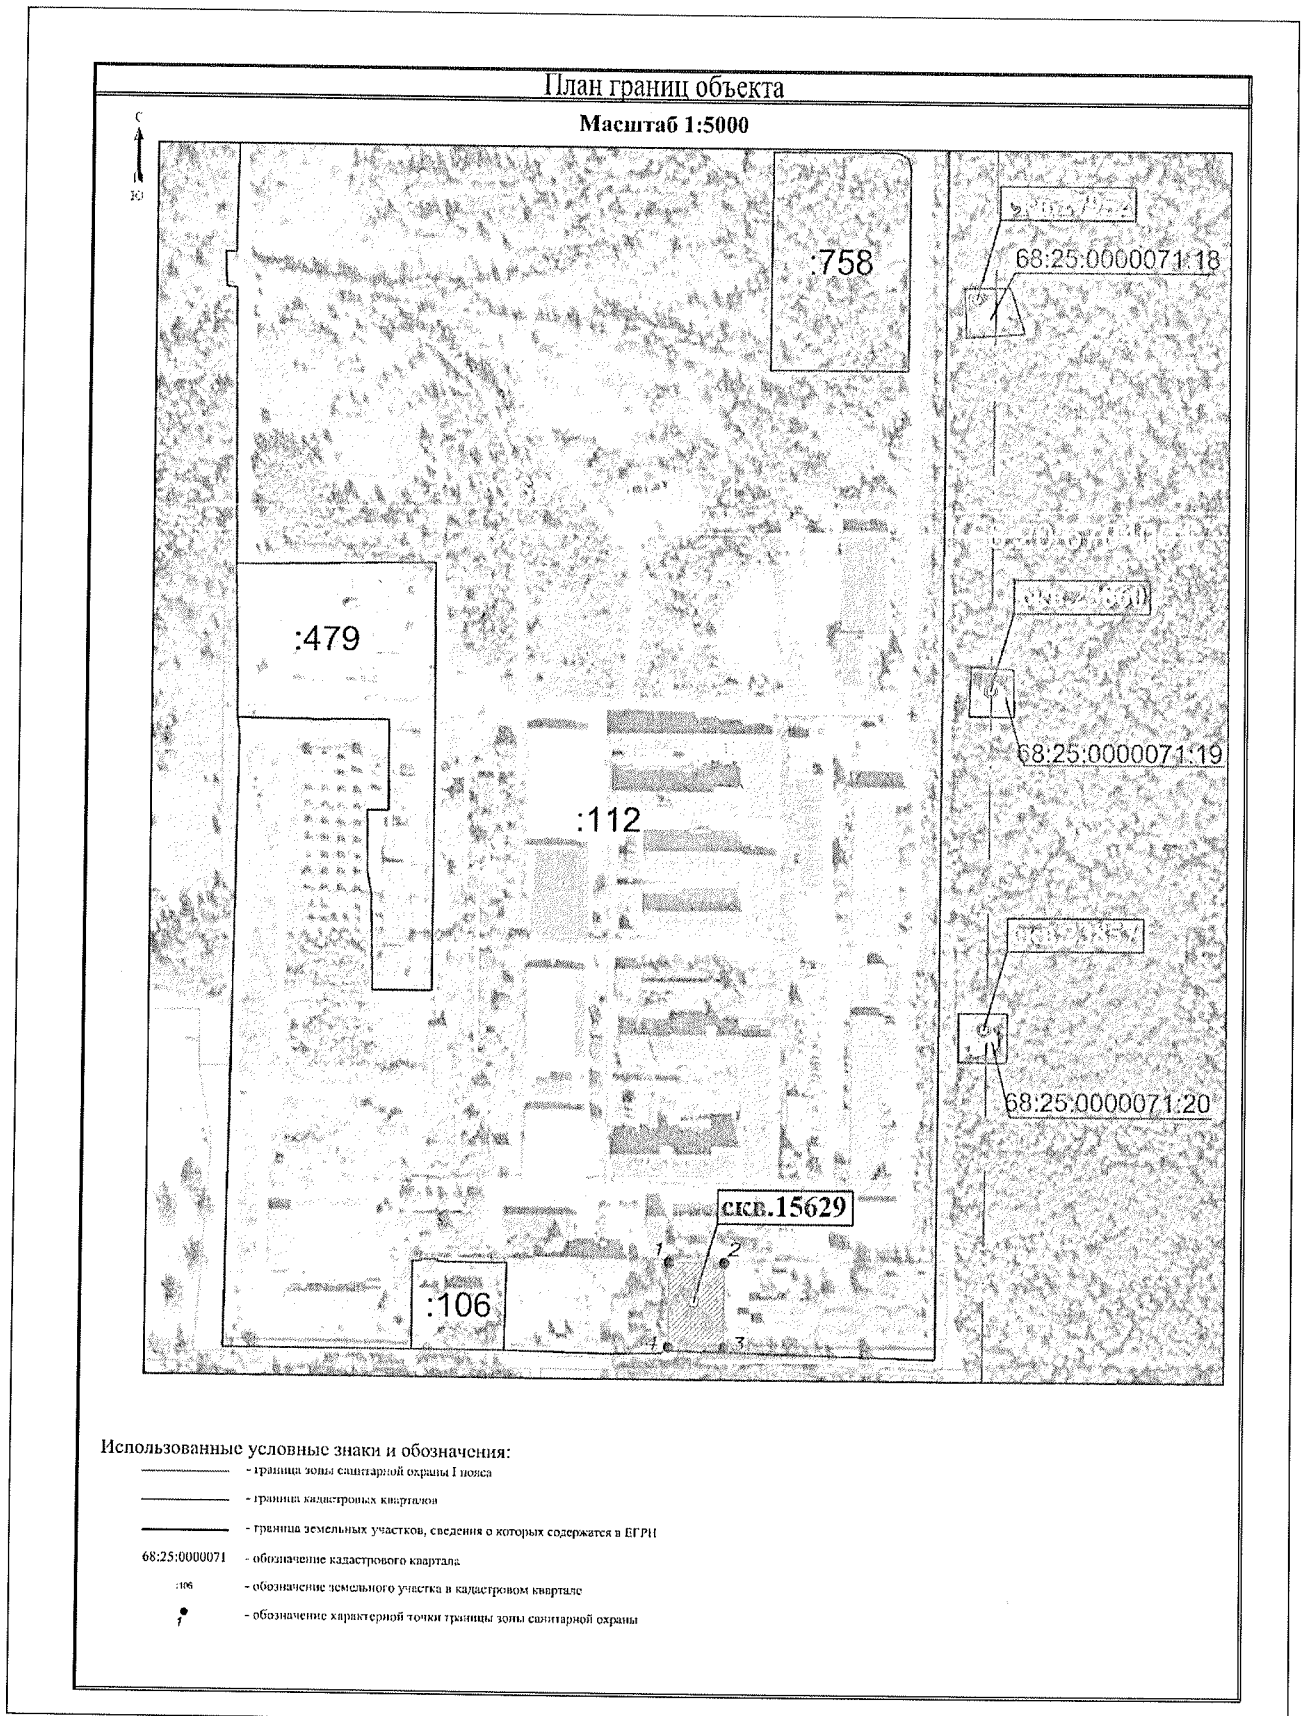 План границ объекта
Масштаб 1:5000
С
Ю
:758
68:25:0000071:18
:479
68:25:0000071:19
:112
68:25:0000071:20
скв.15629
1
2
:106
4
3
Использованные условные знаки и обозначения:
- граница зоны санитарной охраны I пояса
- граница кадастровых кварталов
- граница земельных участков, сведения о которых содержатся в ЕГРН
68:25:0000071 - обозначение кадастрового квартала
:106 - обозначение земельного участка в кадастровом квартале
1 - обозначение характерной точки границы зоны санитарной охраны